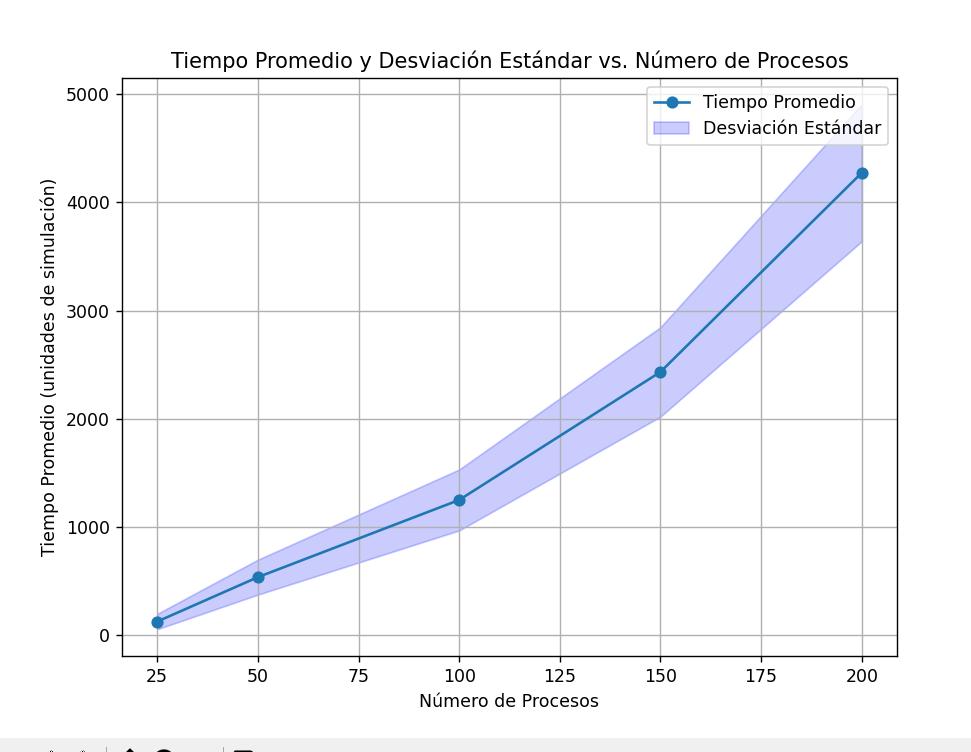 Tiempo Promedio y Desviación Estándar vs. Número de Procesos
Tiempo Promedio
Desviación Estándar
Tiempo Promedio (unidades de simulación)
5000
4000
3000
2000
1000
0
25 50 75 100 125 150 175 200
Número de Procesos